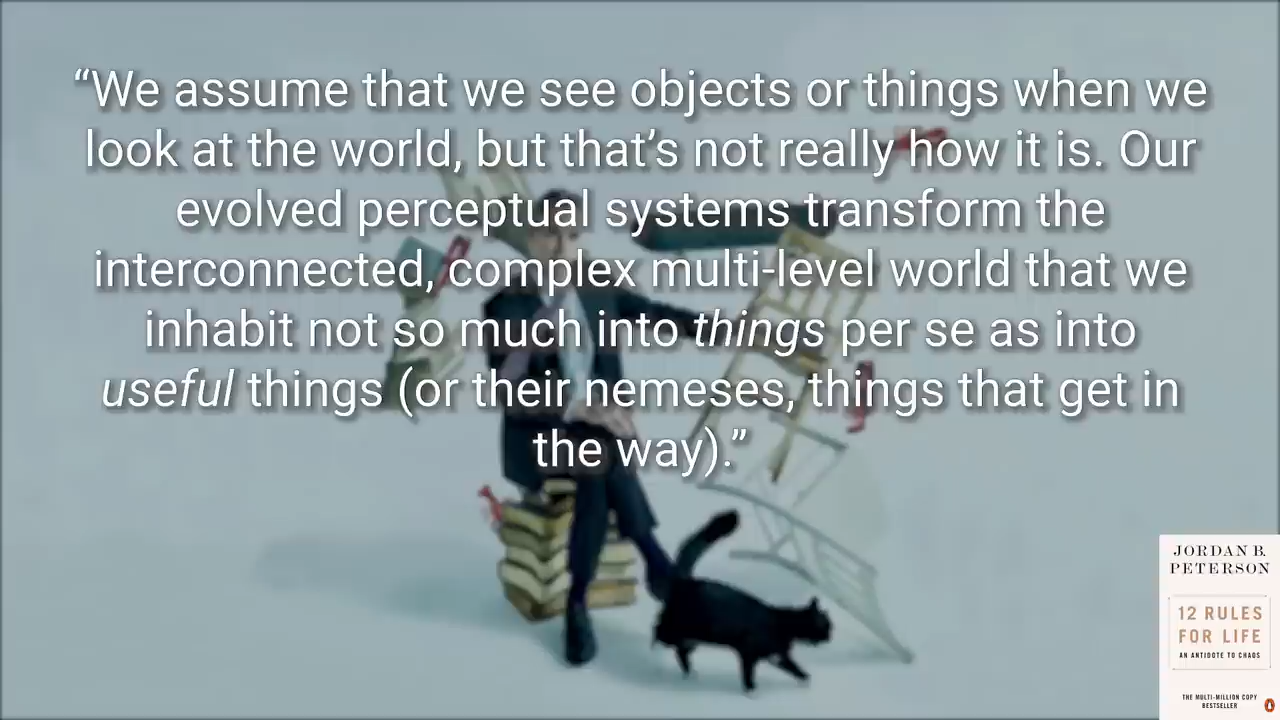 “We assume that we see objects or things when we
look at the world, but that’s not really how it is. Our
evolved perceptual systems transform the
interconnected, complex multi-level world that we
inhabit not so much into things per se as into
useful things (or their nemeses, things that get in
the way).”
JORDAN B.
PETERSON
12 RULES
FOR LIFE
AN ANTIDOTE TO CHAOS
THE MULTI-MILLION COPY
BESTSELLER